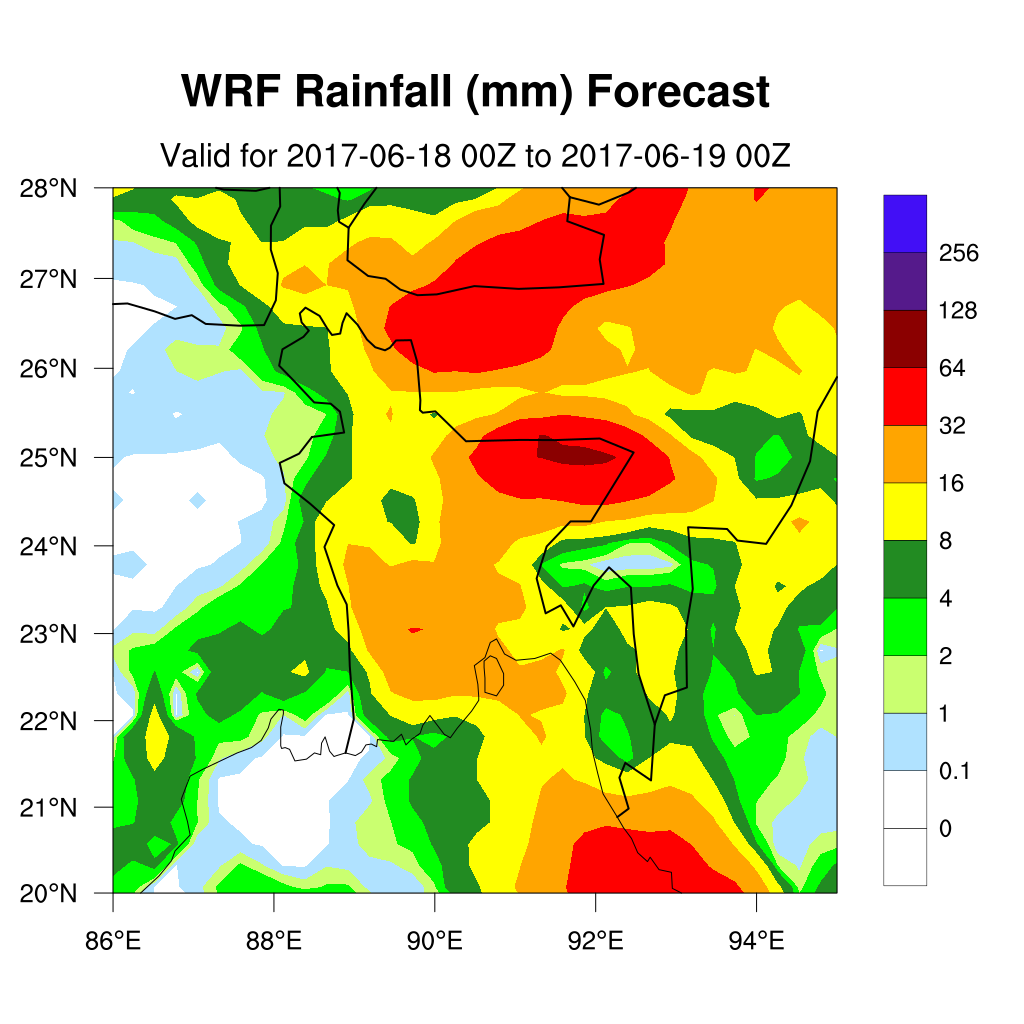 WRF Rainfall (mm) Forecast
Valid for 2017-06-18 00Z to 2017-06-19 00Z
28°N
27°N
26°N
25°N
24°N
23°N
22°N
21°N
20°N
86°E 88°E 90°E 92°E 94°E
256
128
64
32
16
8
4
2
1
0.1
0